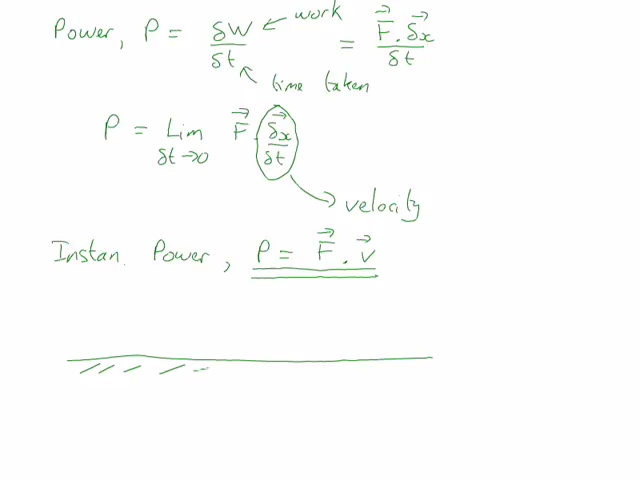 Power, P = δW/δt ← work = F⃗ . δx⃗/δt
time taken
P = Lim δt→0 F⃗ . δx⃗/δt
velocity
Instan. Power, P = F⃗ . v⃗